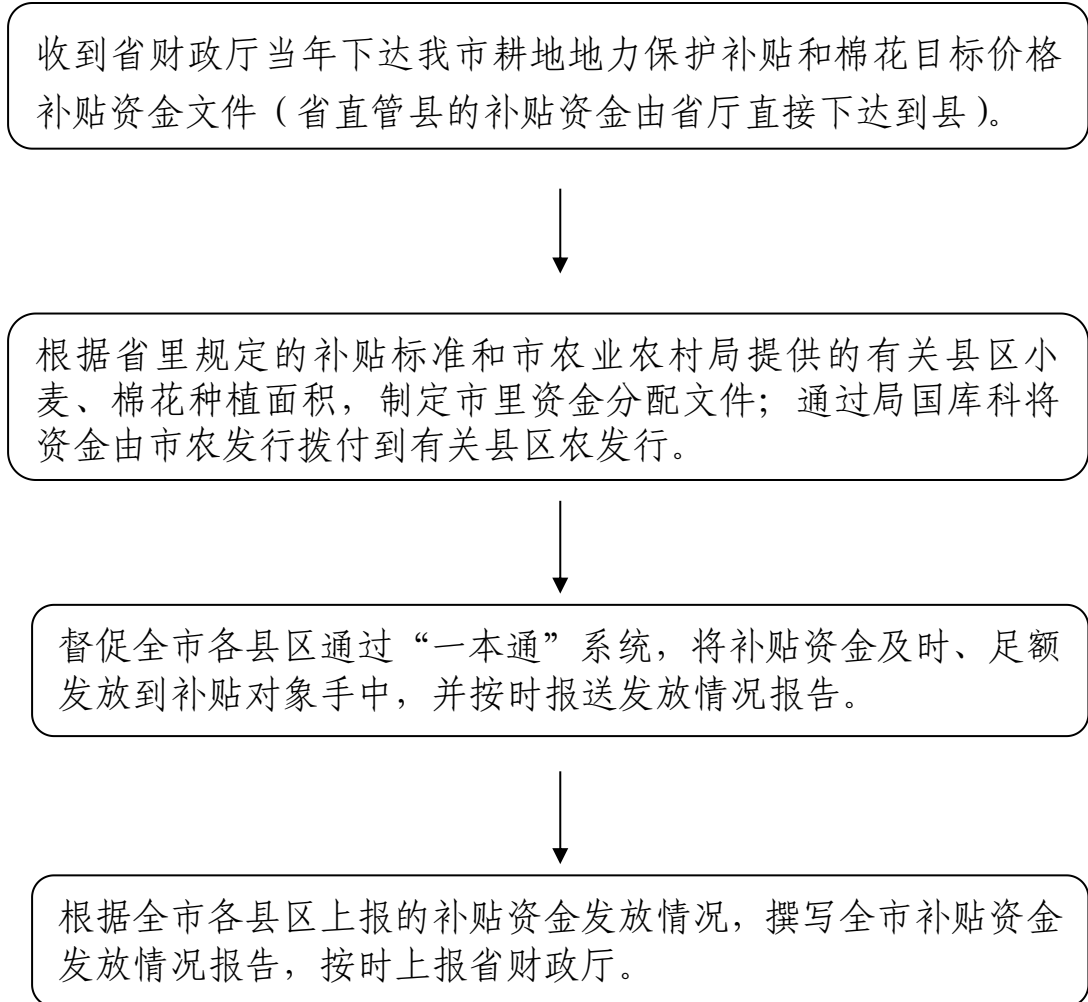 收到省财政厅当年下达我市耕地地力保护补贴和棉花目标价格
补贴资金文件（省直管县的补贴资金由省厅直接下达到县）。
根据省里规定的补贴标准和市农业农村局提供的有关县区小
麦、棉花种植面积，制定市里资金分配文件；通过局国库科将
资金由市农发行拨付到有关县区农发行。
督促全市各县区通过“一本通”系统，将补贴资金及时、足额
发放到补贴对象手中，并按时报送发放情况报告。
根据全市各县区上报的补贴资金发放情况，撰写全市补贴资金
发放情况报告，按时上报省财政厅。